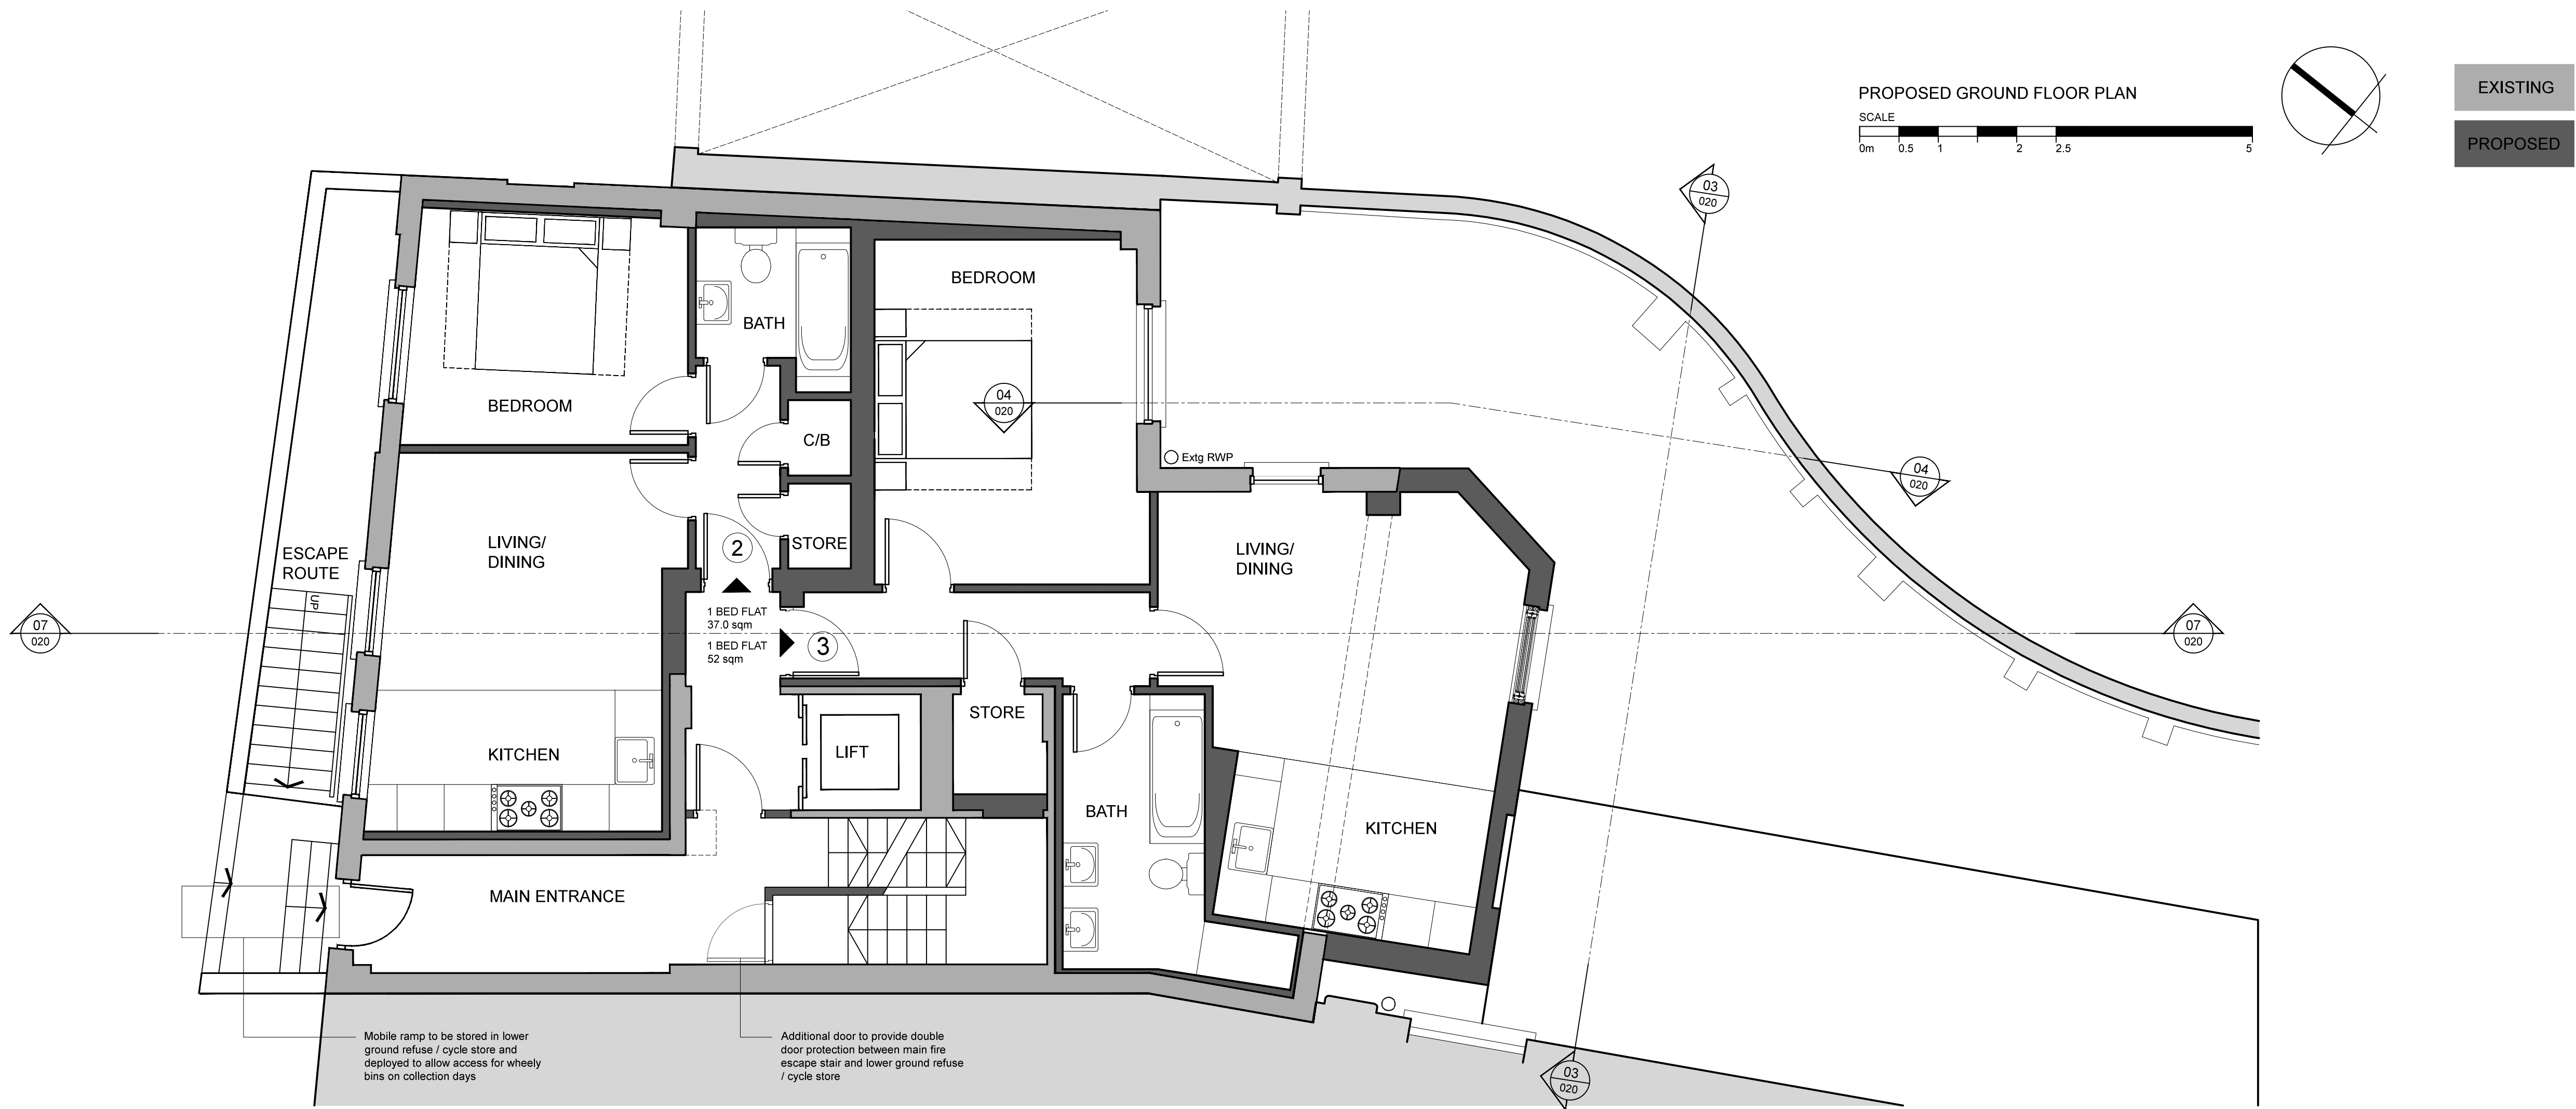 PROPOSED GROUND FLOOR PLAN
SCALE
0m 0.5 1 2 2.5 5
EXISTING
PROPOSED
03
020
BEDROOM
BATH
BEDROOM
04
020
C/B
Extg RWP
04
020
LIVING/
DINING
ESCAPE
ROUTE
UP
2
STORE
LIVING/
DINING
1 BED FLAT
37.0 sqm
1 BED FLAT
52 sqm
3
07
020
07
020
STORE
KITCHEN
LIFT
BATH
KITCHEN
MAIN ENTRANCE
Mobile ramp to be stored in lower
ground refuse / cycle store and
deployed to allow access for wheely
bins on collection days
Additional door to provide double
door protection between main fire
escape stair and lower ground refuse
/ cycle store
03
020